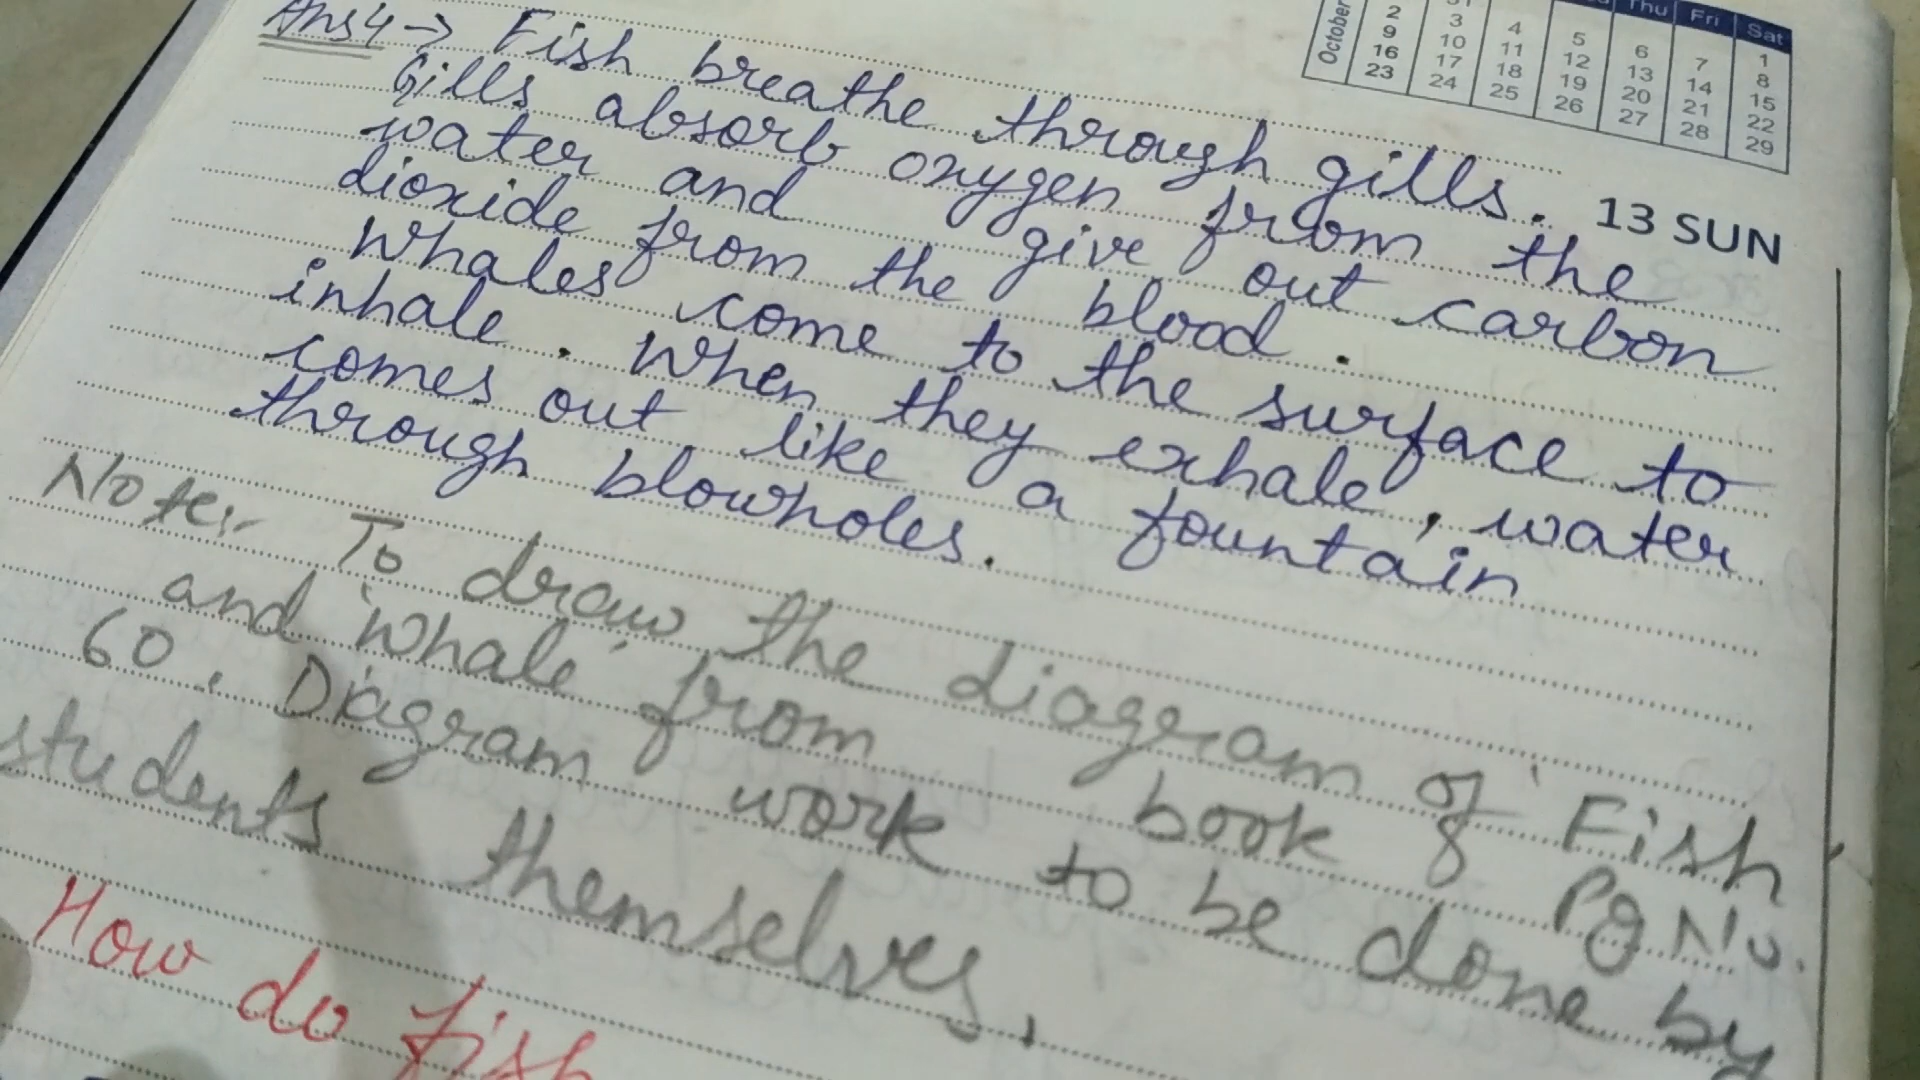 October
Thu Fri Sat
31 1
2 3 4 5 6 7 8
9 10 11 12 13 14 15
16 17 18 19 20 21 22
23 24 25 26 27 28 29
13 SUN
Ans 4 → Fish breathe through gills.
Gills absorb oxygen from the
water and give out carbon
dioxide from the blood.
Whales come to the surface to
inhale. When they exhale, water
comes out like a fountain
through blowholes.
Note:- To draw the diagram of 'Fish
and 'whale' from book Pg No.
60. Diagram work to be done by
students themselves.
How do fish